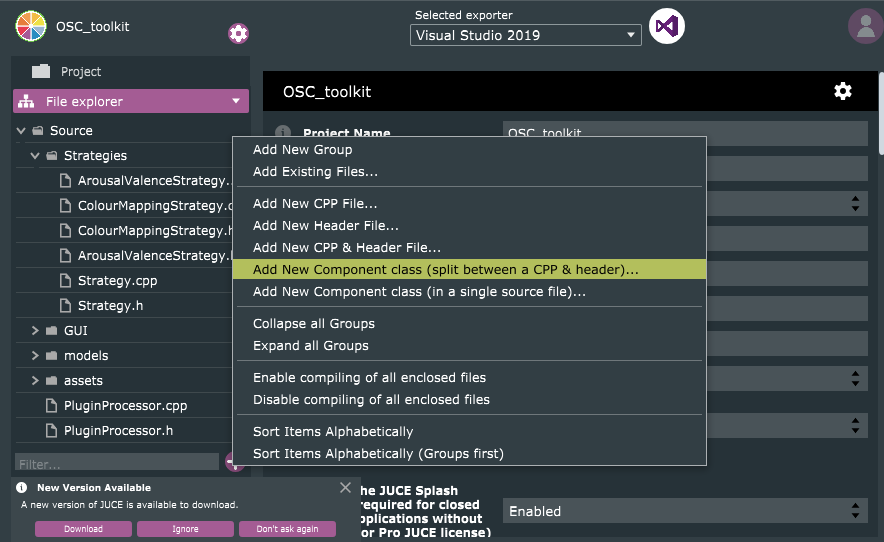 OSC_toolkit
Selected exporter
Visual Studio 2019
Project
File explorer
OSC_toolkit
Source
Project Name
OSC_toolkit
Strategies
ArousalValenceStrategy.
ColourMappingStrategy.c
ColourMappingStrategy.h
ArousalValenceStrategy.
Strategy.cpp
Strategy.h
GUI
models
assets
PluginProcessor.cpp
PluginProcessor.h
Filter...
Add New Group
Add Existing Files...
Add New CPP File...
Add New Header File...
Add New CPP & Header File...
Add New Component class (split between a CPP & header)...
Add New Component class (in a single source file)...
Collapse all Groups
Expand all Groups
Enable compiling of all enclosed files
Disable compiling of all enclosed files
Sort Items Alphabetically
Sort Items Alphabetically (Groups first)
New Version Available
A new version of JUCE is available to download.
Download
Ignore
Don't ask again
he JUCE Splash
required for closed
pplications without
or Pro JUCE license)
Enabled